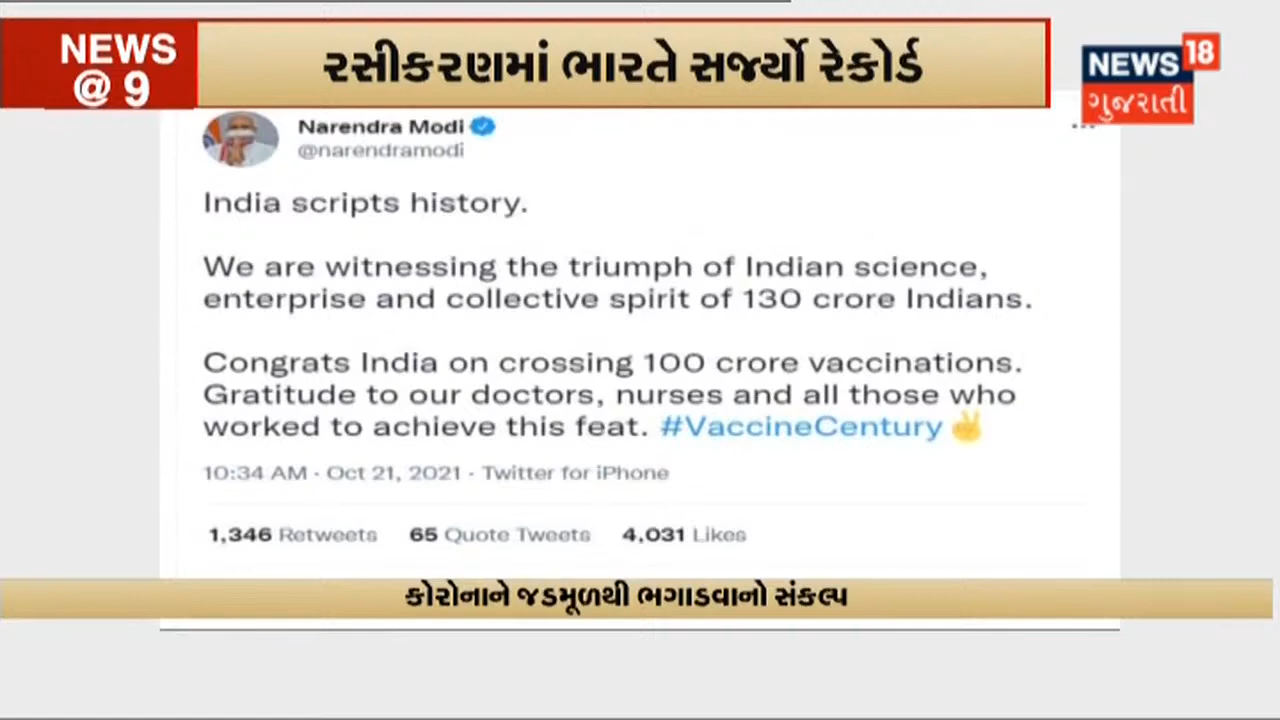 NEWS
@ 9
રસીકરણમાં ભારતે સર્જ્યો રેકોર્ડ
NEWS 18
ગુજરાતી
Narendra Modi
@narendramodi
India scripts history.
We are witnessing the triumph of Indian science,
enterprise and collective spirit of 130 crore Indians.
Congrats India on crossing 100 crore vaccinations.
Gratitude to our doctors, nurses and all those who
worked to achieve this feat. #VaccineCentury ✌️
10:34 AM · Oct 21, 2021 · Twitter for iPhone
1,346 Retweets 65 Quote Tweets 4,031 Likes
કોરોનાને જડમૂળથી ભગાડવાનો સંકલ્પ